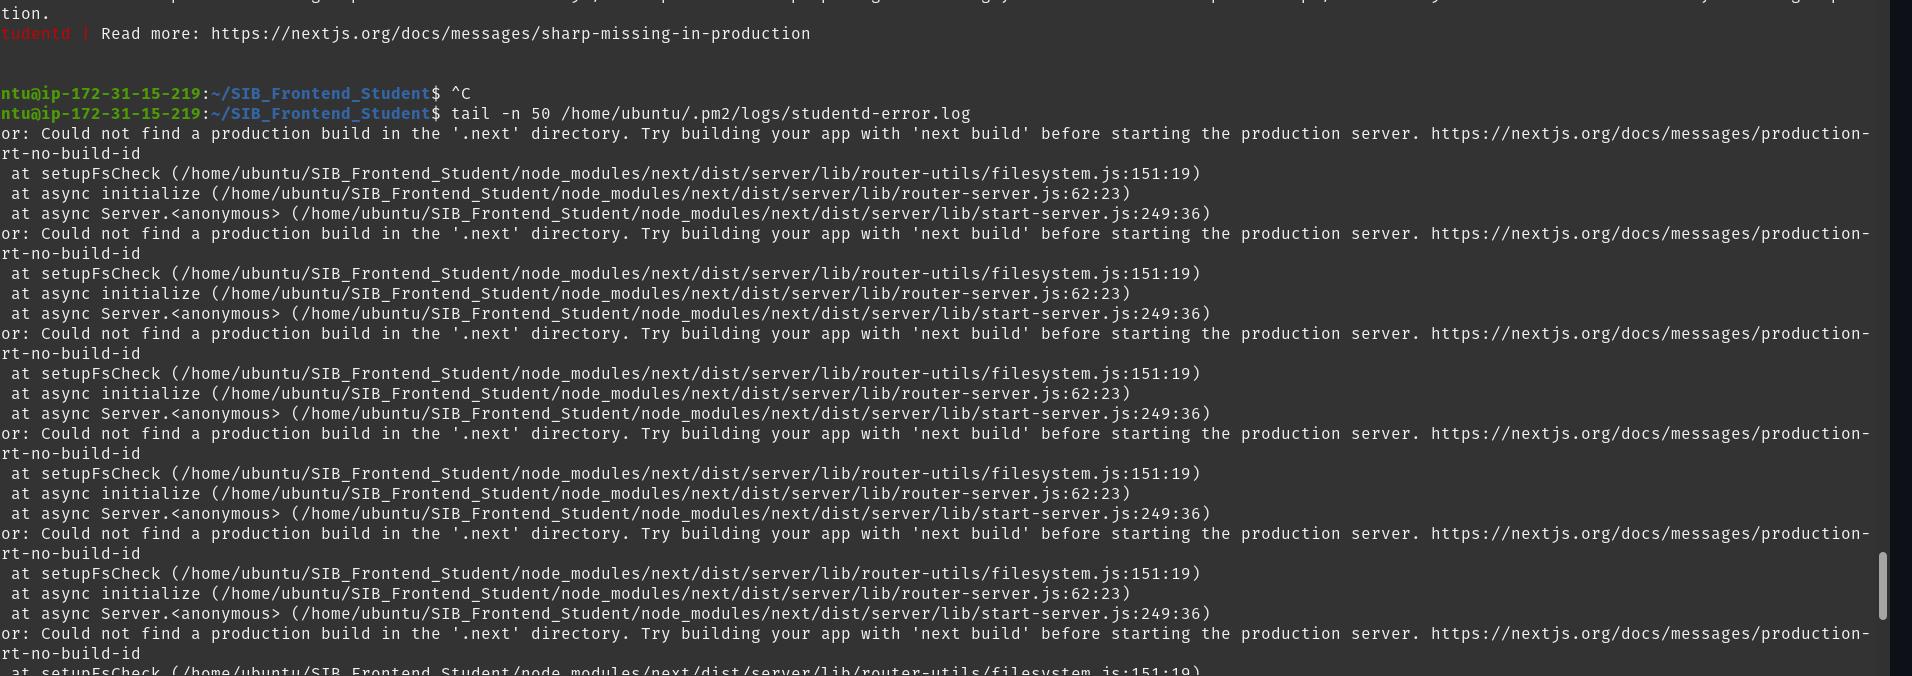 tion.
tudentd | Read more: https://nextjs.org/docs/messages/sharp-missing-in-production
ntu@ip-172-31-15-219:~/SIB_Frontend_Student$ ^C
ntu@ip-172-31-15-219:~/SIB_Frontend_Student$ tail -n 50 /home/ubuntu/.pm2/logs/studentd-error.log
or: Could not find a production build in the '.next' directory. Try building your app with 'next build' before starting the production server. https://nextjs.org/docs/messages/production-
rt-no-build-id
at setupFsCheck (/home/ubuntu/SIB_Frontend_Student/node_modules/next/dist/server/lib/router-utils/filesystem.js:151:19)
at async initialize (/home/ubuntu/SIB_Frontend_Student/node_modules/next/dist/server/lib/router-server.js:62:23)
at async Server.<anonymous> (/home/ubuntu/SIB_Frontend_Student/node_modules/next/dist/server/lib/start-server.js:249:36)
or: Could not find a production build in the '.next' directory. Try building your app with 'next build' before starting the production server. https://nextjs.org/docs/messages/production-
rt-no-build-id
at setupFsCheck (/home/ubuntu/SIB_Frontend_Student/node_modules/next/dist/server/lib/router-utils/filesystem.js:151:19)
at async initialize (/home/ubuntu/SIB_Frontend_Student/node_modules/next/dist/server/lib/router-server.js:62:23)
at async Server.<anonymous> (/home/ubuntu/SIB_Frontend_Student/node_modules/next/dist/server/lib/start-server.js:249:36)
or: Could not find a production build in the '.next' directory. Try building your app with 'next build' before starting the production server. https://nextjs.org/docs/messages/production-
rt-no-build-id
at setupFsCheck (/home/ubuntu/SIB_Frontend_Student/node_modules/next/dist/server/lib/router-utils/filesystem.js:151:19)
at async initialize (/home/ubuntu/SIB_Frontend_Student/node_modules/next/dist/server/lib/router-server.js:62:23)
at async Server.<anonymous> (/home/ubuntu/SIB_Frontend_Student/node_modules/next/dist/server/lib/start-server.js:249:36)
or: Could not find a production build in the '.next' directory. Try building your app with 'next build' before starting the production server. https://nextjs.org/docs/messages/production-
rt-no-build-id
at setupFsCheck (/home/ubuntu/SIB_Frontend_Student/node_modules/next/dist/server/lib/router-utils/filesystem.js:151:19)
at async initialize (/home/ubuntu/SIB_Frontend_Student/node_modules/next/dist/server/lib/router-server.js:62:23)
at async Server.<anonymous> (/home/ubuntu/SIB_Frontend_Student/node_modules/next/dist/server/lib/start-server.js:249:36)
or: Could not find a production build in the '.next' directory. Try building your app with 'next build' before starting the production server. https://nextjs.org/docs/messages/production-
rt-no-build-id
at setupFsCheck (/home/ubuntu/SIB_Frontend_Student/node_modules/next/dist/server/lib/router-utils/filesystem.js:151:19)
at async initialize (/home/ubuntu/SIB_Frontend_Student/node_modules/next/dist/server/lib/router-server.js:62:23)
at async Server.<anonymous> (/home/ubuntu/SIB_Frontend_Student/node_modules/next/dist/server/lib/start-server.js:249:36)
or: Could not find a production build in the '.next' directory. Try building your app with 'next build' before starting the production server. https://nextjs.org/docs/messages/production-
rt-no-build-id
at setupFsCheck (/home/ubuntu/SIB_Frontend_Student/node_modules/next/dist/server/lib/router-utils/filesystem.js:151:19)